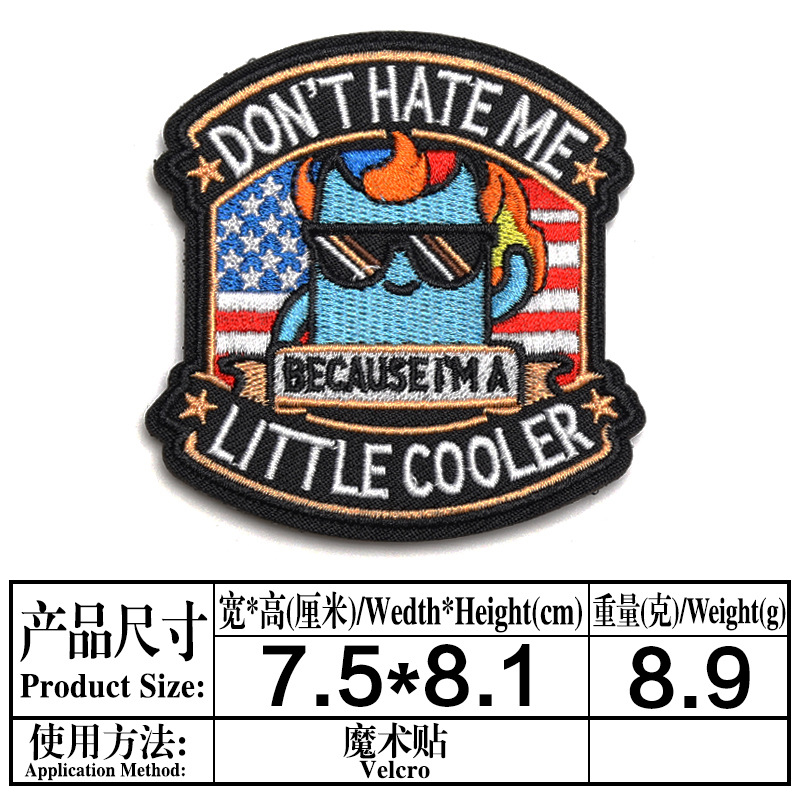 DON'T HATE ME
BECAUSE I'M A
LITTLE COOLER
产品尺寸
Product Size:
宽*高(厘米)/Wedth*Height(cm)
7.5*8.1
重量(克)/Weight(g)
8.9
使用方法:
Application Method:
魔术贴
Velcro